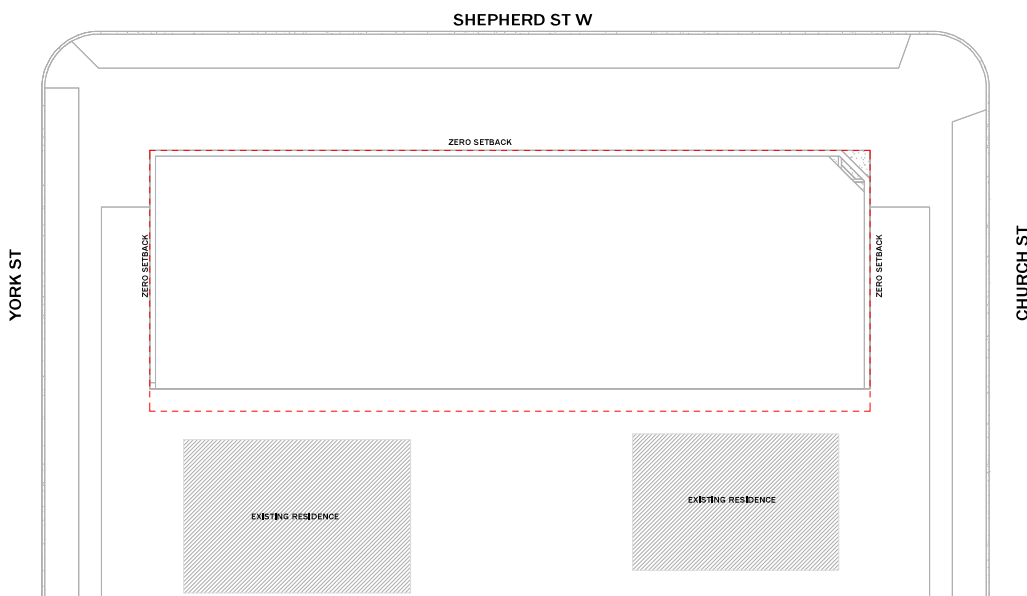 SHEPHERD ST W
ZERO SETBACK
YORK ST
ZERO SETBACK
ZERO SETBACK
CHURCH ST
EXISTING RESIDENCE
EXISTING RESIDENCE